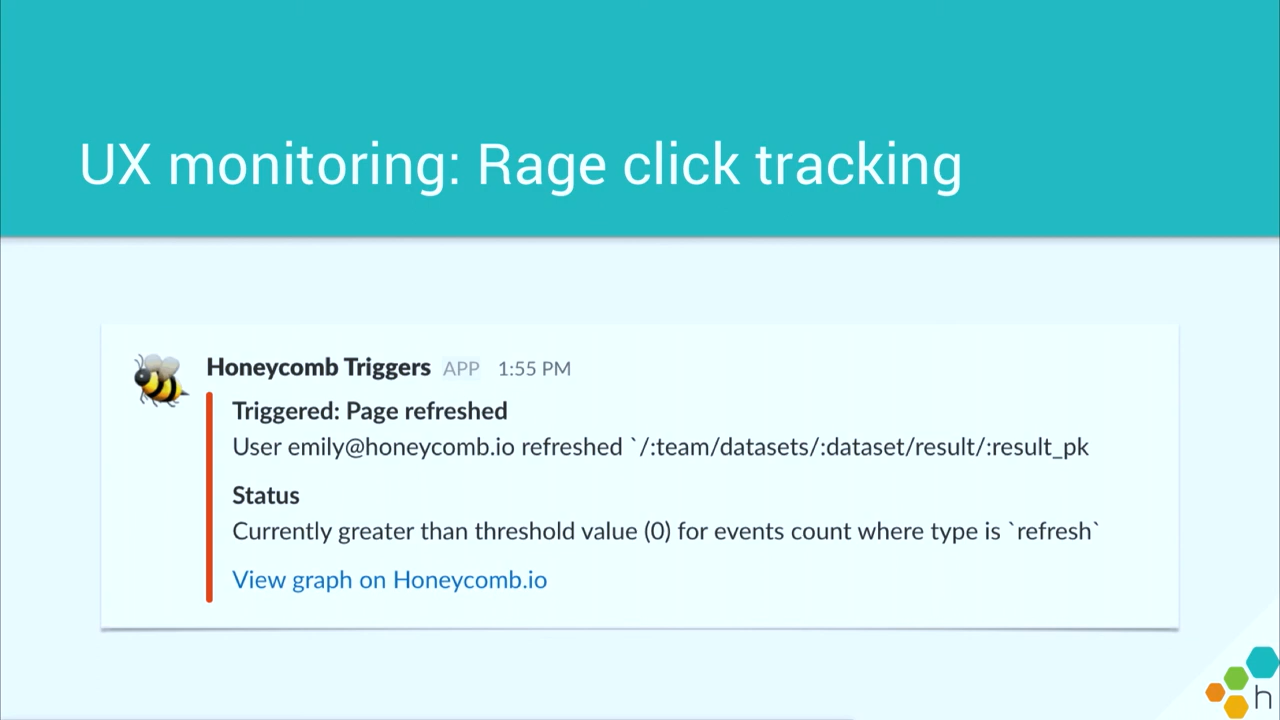 UX monitoring: Rage click tracking
Honeycomb Triggers APP 1:55 PM
Triggered: Page refreshed
User emily@honeycomb.io refreshed `/:team/datasets/:dataset/result/:result_pk
Status
Currently greater than threshold value (0) for events count where type is `refresh`
View graph on Honeycomb.io
h